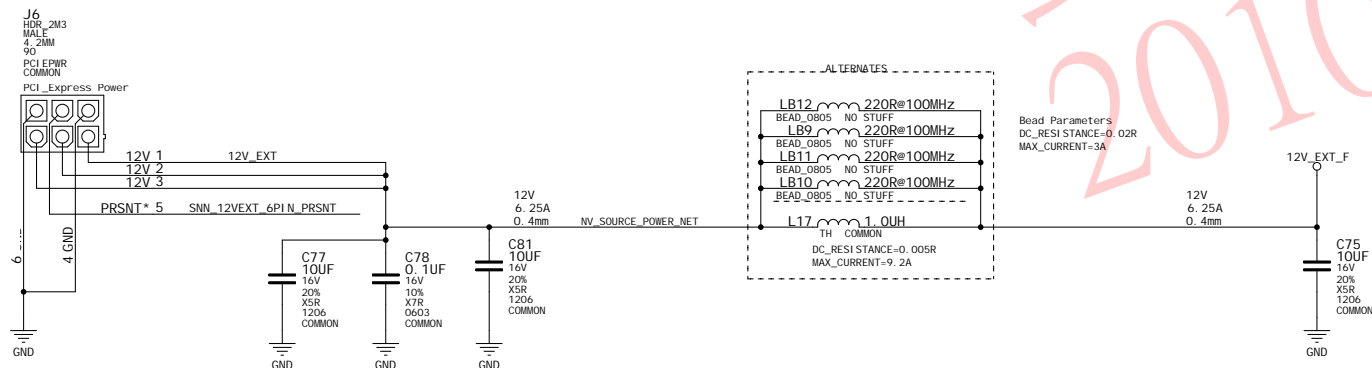 J6
HDR_2M3
MALE
4.2MM
90
PCIEPWR
COMMON
PCI_Express Power
12V 1 12V_EXT
12V 2
12V 3
PRSNT* 5 SNN_12VEXT_6PIN_PRSNT
6
4 GND
GND
C77
10UF
16V
20%
X5R
1206
COMMON
GND
C78
0.1UF
16V
10%
X7R
0603
COMMON
GND
12V
6.25A
0.4mm
NV_SOURCE_POWER_NET
C81
10UF
16V
20%
X5R
1206
COMMON
GND
ALTERNATES
LB12 220R@100MHz
BEAD_0805 NO STUFF
LB9 220R@100MHz
BEAD_0805 NO STUFF
LB11 220R@100MHz
BEAD_0805 NO STUFF
LB10 220R@100MHz
BEAD_0805 NO STUFF
L17 1.0UH
TH COMMON
DC_RESISTANCE=0.005R
MAX_CURRENT=9.2A
Bead Parameters
DC_RESISTANCE=0.02R
MAX_CURRENT=3A
12V
6.25A
0.4mm
12V_EXT_F
C75
10UF
16V
20%
X5R
1206
COMMON
GND
2010